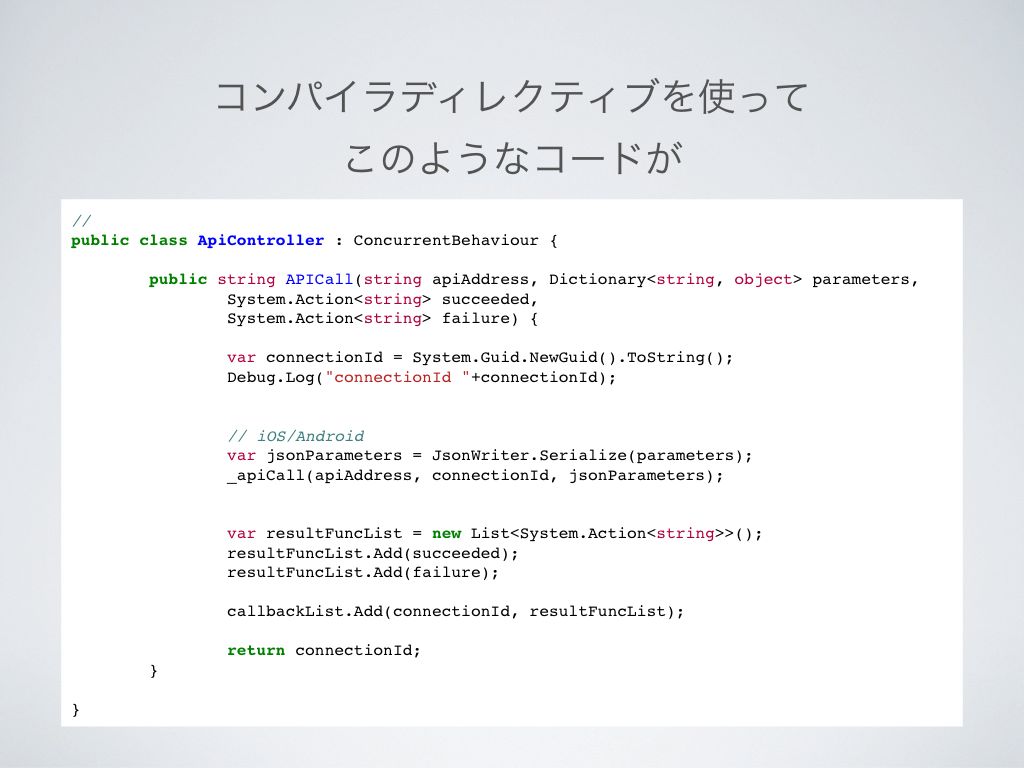 コンパイラディレクティブを使って
このようなコードが
//
public class ApiController : ConcurrentBehaviour {
public string APICall(string apiAddress, Dictionary<string, object> parameters,
System.Action<string> succeeded,
System.Action<string> failure) {
var connectionId = System.Guid.NewGuid().ToString();
Debug.Log("connectionId "+connectionId);
// iOS/Android
var jsonParameters = JsonWriter.Serialize(parameters);
_apiCall(apiAddress, connectionId, jsonParameters);
var resultFuncList = new List<System.Action<string>>();
resultFuncList.Add(succeeded);
resultFuncList.Add(failure);
callbackList.Add(connectionId, resultFuncList);
return connectionId;
}
}